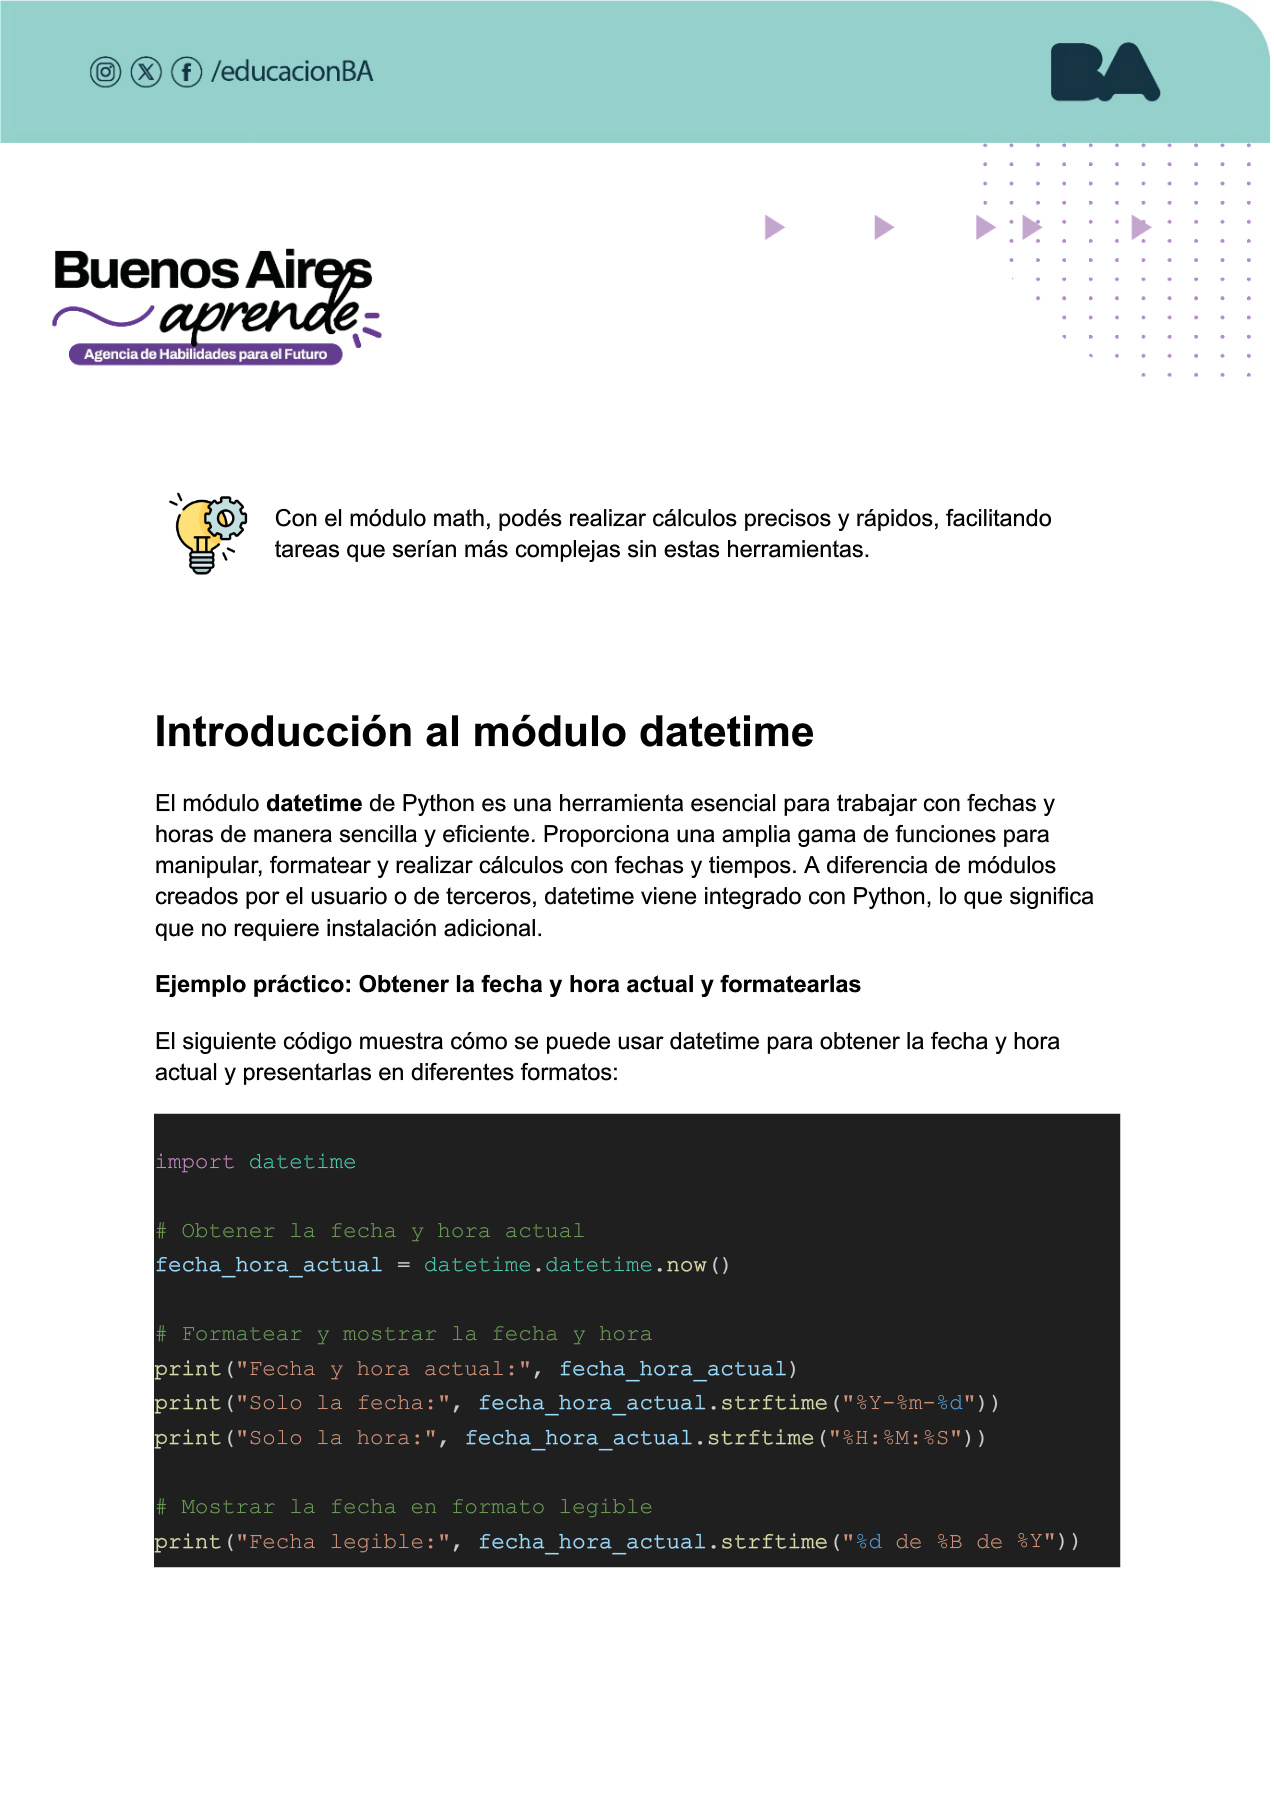 /educacionBA
BA
Buenos Aires
aprende
Agencia de Habilidades para el Futuro
Con el módulo math, podés realizar cálculos precisos y rápidos, facilitando
tareas que serían más complejas sin estas herramientas.
Introducción al módulo datetime
El módulo datetime de Python es una herramienta esencial para trabajar con fechas y
horas de manera sencilla y eficiente. Proporciona una amplia gama de funciones para
manipular, formatear y realizar cálculos con fechas y tiempos. A diferencia de módulos
creados por el usuario o de terceros, datetime viene integrado con Python, lo que significa
que no requiere instalación adicional.
Ejemplo práctico: Obtener la fecha y hora actual y formatearlas
El siguiente código muestra cómo se puede usar datetime para obtener la fecha y hora
actual y presentarlas en diferentes formatos:
import datetime
# Obtener la fecha y hora actual
fecha_hora_actual = datetime.datetime.now()
# Formatear y mostrar la fecha y hora
print("Fecha y hora actual:", fecha_hora_actual)
print("Solo la fecha:", fecha_hora_actual.strftime("%Y-%m-%d"))
print("Solo la hora:", fecha_hora_actual.strftime("%H:%M:%S"))
# Mostrar la fecha en formato legible
print("Fecha legible:", fecha_hora_actual.strftime("%d de %B de %Y"))